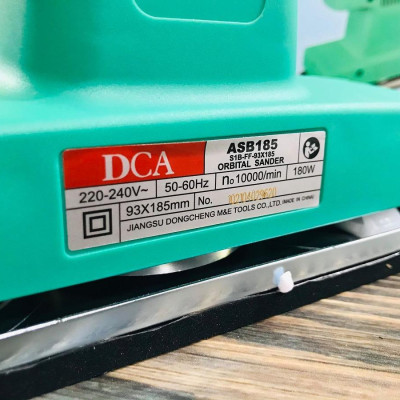 DCA
ASB185
S1B-FF-93X185
ORBITAL SANDER
220-240V~ 50-60Hz no10000/min 180W
93X185mm No.
JIANGSU DONGCHENG M&E TOOLS CO.,LTD. MADE IN CHINA